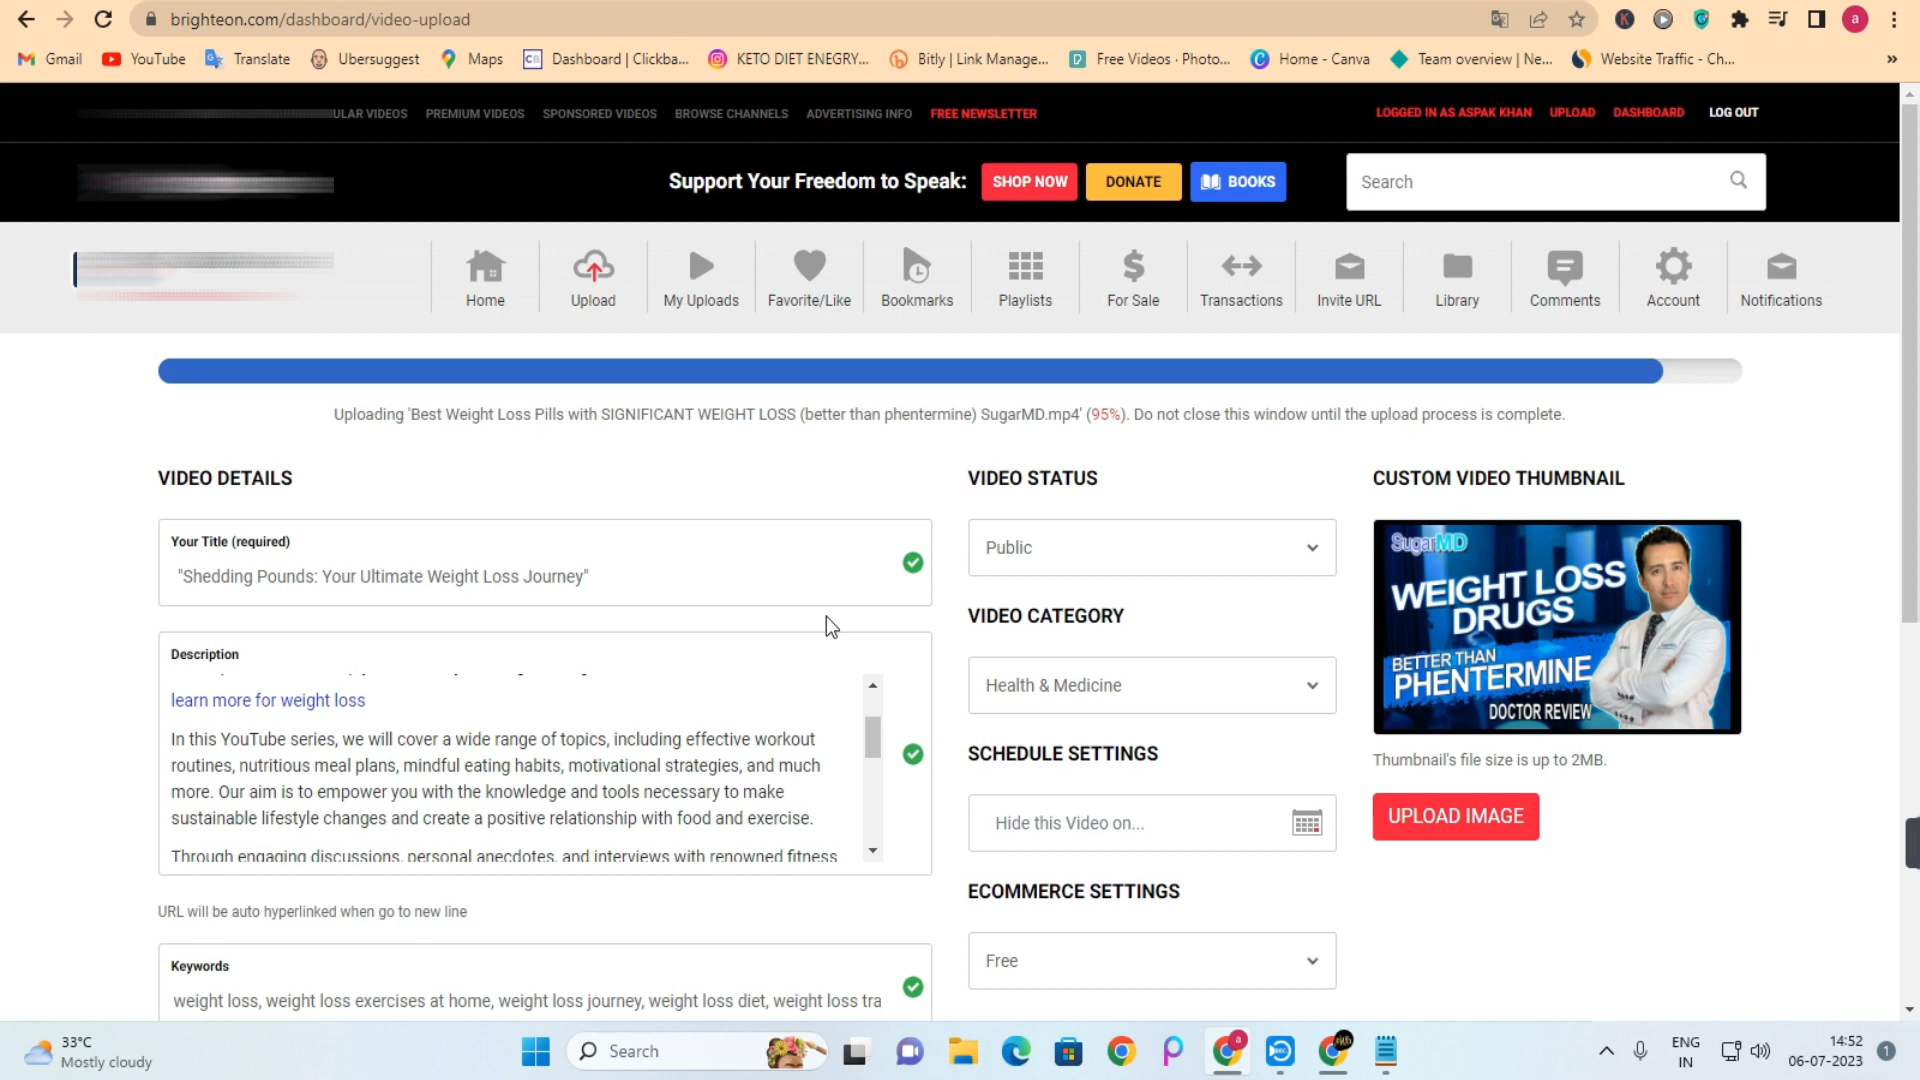 brighteon.com/dashboard/video-upload
a
Gmail
YouTube
Translate
Ubersuggest
Maps
Dashboard | Clickba...
KETO DIET ENEGRY...
Bitly | Link Manage...
Free Videos · Photo...
Home - Canva
Team overview | Ne...
Website Traffic - Ch...
»
ULAR VIDEOS
PREMIUM VIDEOS
SPONSORED VIDEOS
BROWSE CHANNELS
ADVERTISING INFO
FREE NEWSLETTER
LOGGED IN AS ASPAK KHAN
UPLOAD
DASHBOARD
LOG OUT
Support Your Freedom to Speak:
SHOP NOW
DONATE
BOOKS
Search
Home
Upload
My Uploads
Favorite/Like
Bookmarks
Playlists
For Sale
Transactions
Invite URL
Library
Comments
Account
Notifications
Uploading 'Best Weight Loss Pills with SIGNIFICANT WEIGHT LOSS (better than phentermine) SugarMD.mp4' (95%). Do not close this window until the upload process is complete.
VIDEO DETAILS
Your Title (required)
"Shedding Pounds: Your Ultimate Weight Loss Journey"
Description
learn more for weight loss
In this YouTube series, we will cover a wide range of topics, including effective workout
routines, nutritious meal plans, mindful eating habits, motivational strategies, and much
more. Our aim is to empower you with the knowledge and tools necessary to make
sustainable lifestyle changes and create a positive relationship with food and exercise.
Through engaging discussions, personal anecdotes, and interviews with renowned fitness
URL will be auto hyperlinked when go to new line
Keywords
weight loss, weight loss exercises at home, weight loss journey, weight loss diet, weight loss tra
VIDEO STATUS
Public
VIDEO CATEGORY
Health & Medicine
SCHEDULE SETTINGS
Hide this Video on...
ECOMMERCE SETTINGS
Free
CUSTOM VIDEO THUMBNAIL
SugarMD
WEIGHT LOSS
DRUGS
BETTER THAN
PHENTERMINE
DOCTOR REVIEW
Thumbnail's file size is up to 2MB.
UPLOAD IMAGE
33°C
Mostly cloudy
Search
ENG
IN
14:52
06-07-2023
1